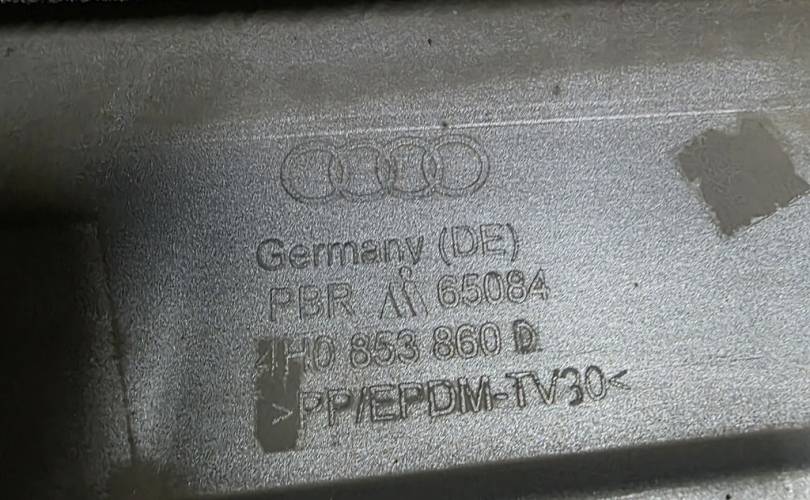 Germany (DE)
PBR 65084
4H0 853 860 D
>PP/EPDM-TV30<